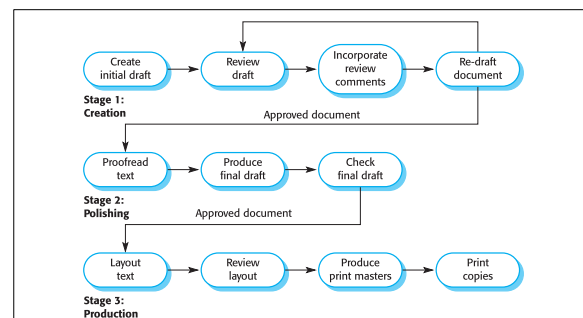 Create
initial draft
Review
draft
Incorporate
review
comments
Re-draft
document
Stage 1:
Creation
Approved document
Proofread
text
Produce
final draft
Check
final draft
Stage 2:
Polishing
Approved document
Layout
text
Review
layout
Produce
print masters
Print
copies
Stage 3:
Production